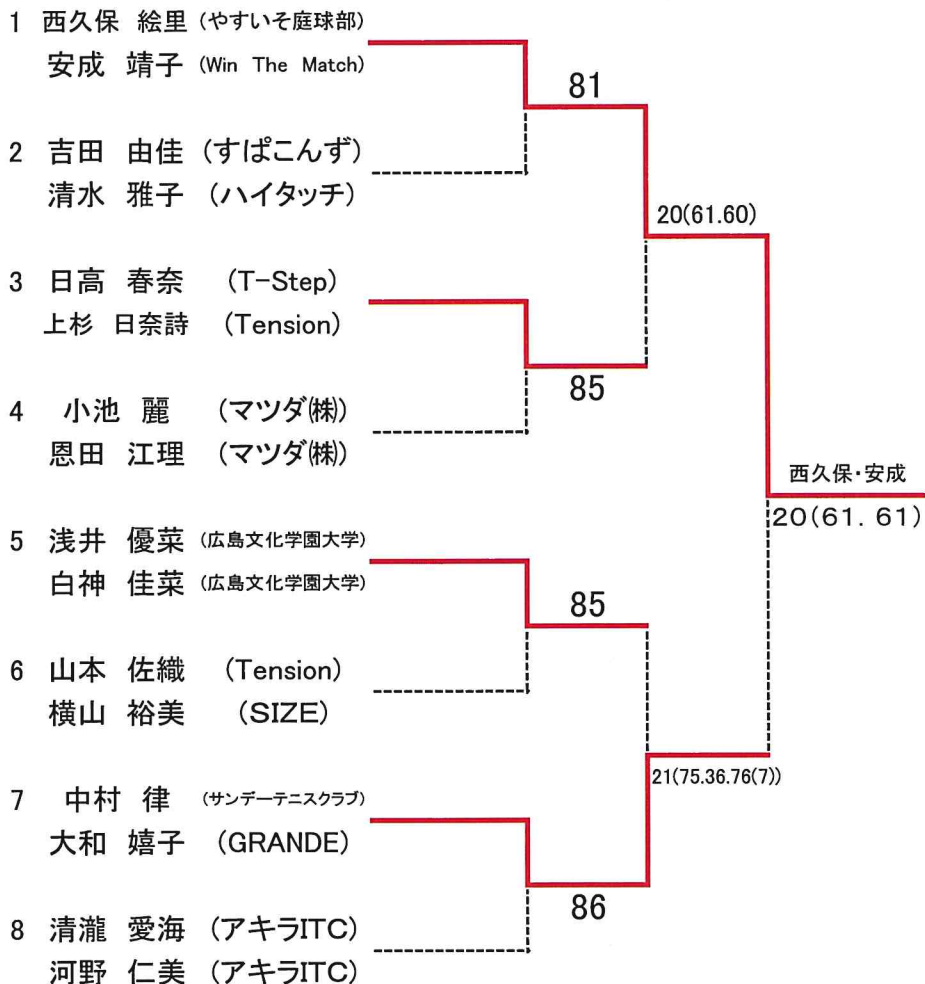 1 西久保 絵里 (やすいそ庭球部)
安成 靖子 (Win The Match)
81
2 吉田 由佳 (すぱこんず)
清水 雅子 (ハイタッチ)
20(61.60)
3 日高 春奈 (T-Step)
上杉 日奈詩 (Tension)
85
4 小池 麗 (マツダ㈱)
恩田 江理 (マツダ㈱)
西久保・安成
20(61. 61)
5 浅井 優菜 (広島文化学園大学)
白神 佳菜 (広島文化学園大学)
85
6 山本 佐織 (Tension)
横山 裕美 (SIZE)
21(75.36.76(7))
7 中村 律 (サンデーテニスクラブ)
大和 嬉子 (GRANDE)
86
8 清瀧 愛海 (アキラITC)
河野 仁美 (アキラITC)